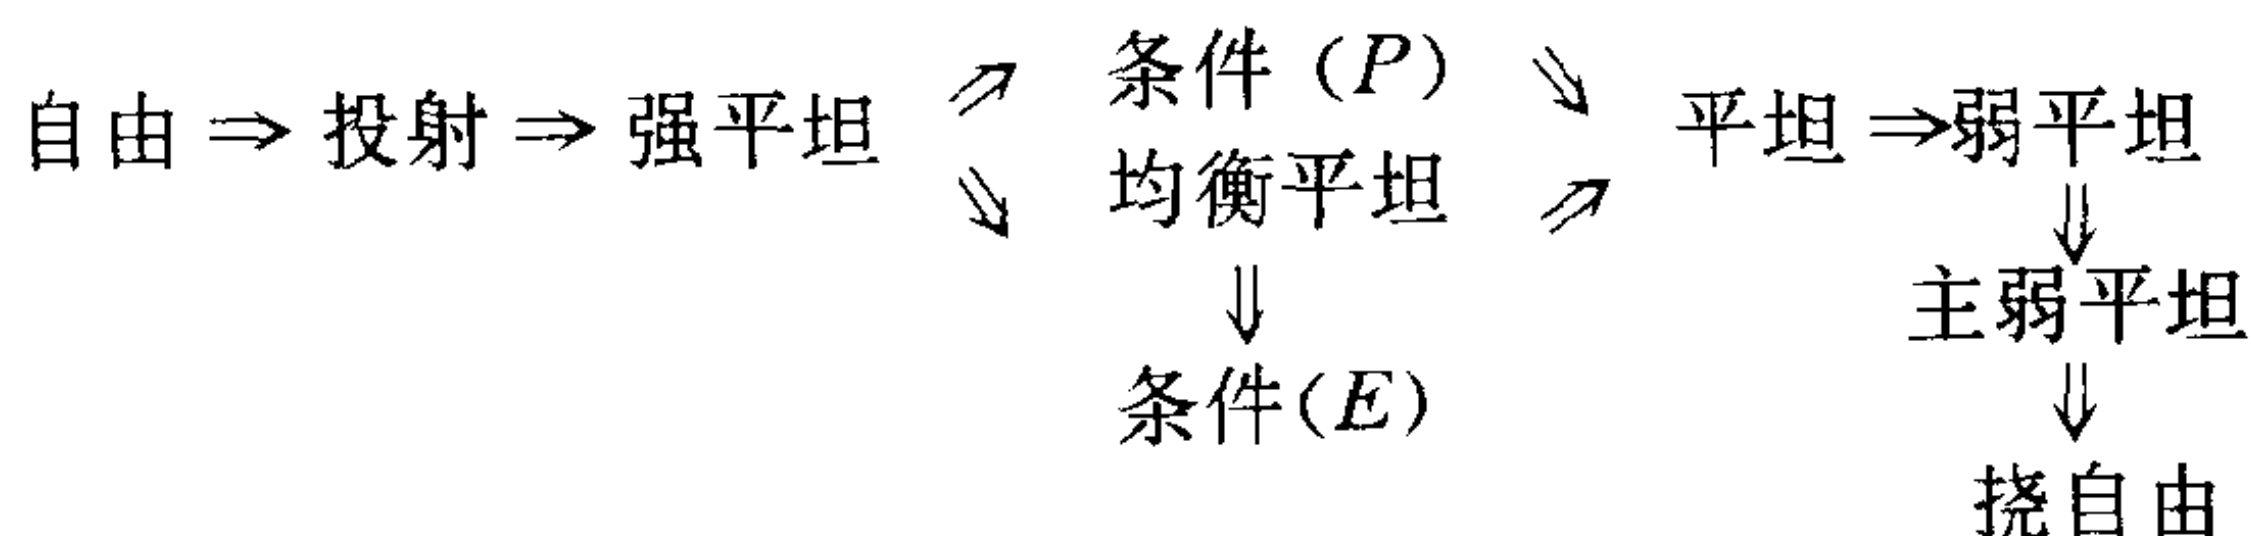 条件 (P)
自由 ⇒ 投射 ⇒ 强平坦 ⇗ ⇘ 平坦 ⇒ 弱平坦
⇘ 均衡平坦 ⇗
⇓ ⇓
主弱平坦
条件(E) ⇓
挠自由